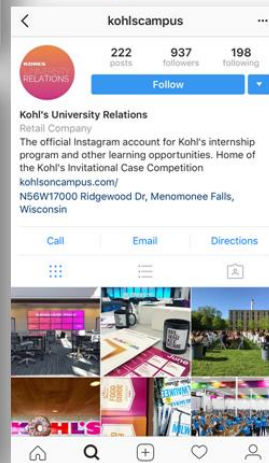 kohlscampus
KOHL'S
UNIVERSITY
RELATIONS
222 937 198
posts followers following
Follow
Kohl's University Relations
Retail Company
The official Instagram account for Kohl's internship
program and other learning opportunities. Home of
the Kohl's Invitational Case Competition
kohlsoncampus.com/
N56W17000 Ridgewood Dr, Menomonee Falls,
Wisconsin
Call Email Directions
KOHL'S